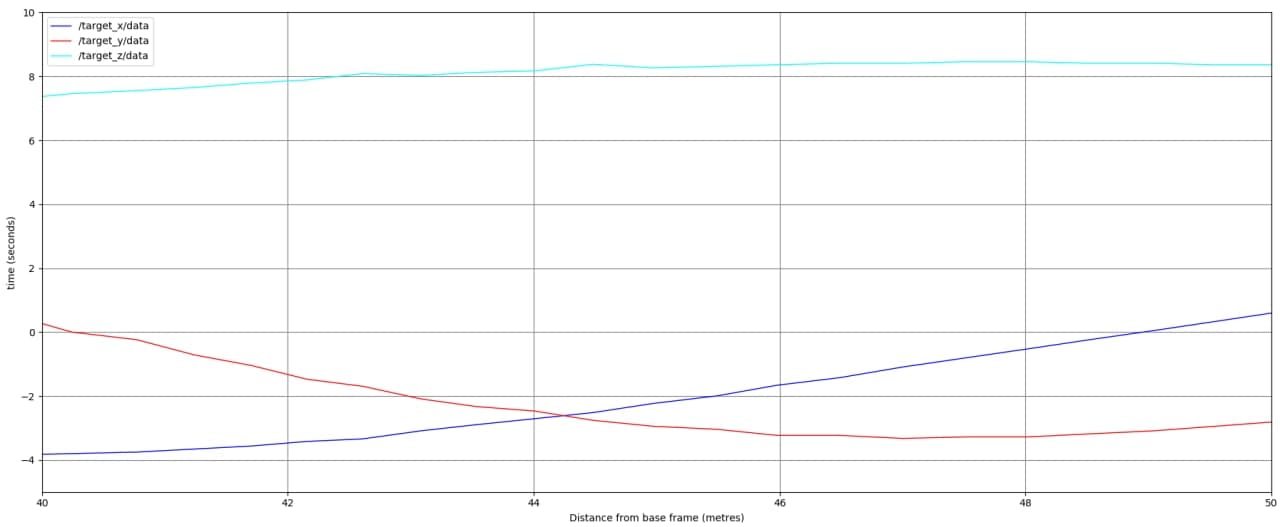 /target_x/data
/target_y/data
/target_z/data
10
8
6
4
2
0
−2
−4
time (seconds)
40 42 44 46 48 50
Distance from base frame (metres)